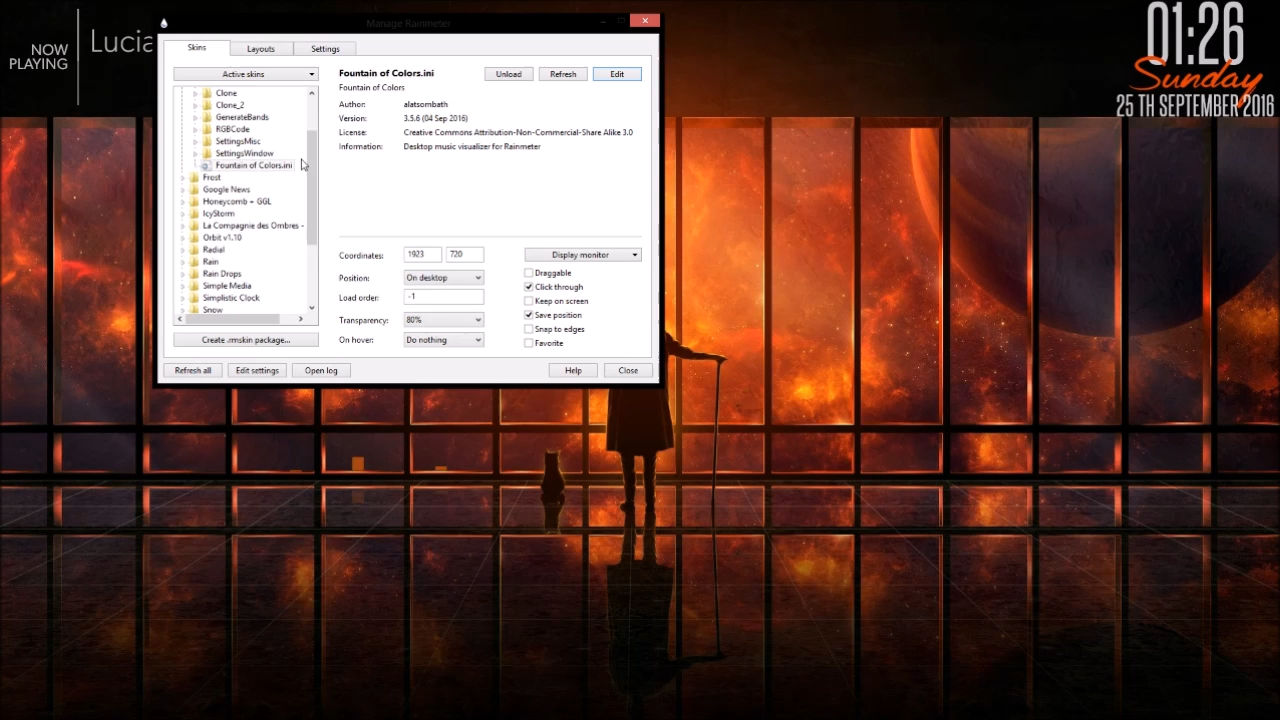 NOW
PLAYING
Lucia
Manage Rainmeter
Skins
Layouts
Settings
Active skins
Clone
Clone_2
GenerateBands
RGBCode
SettingsMisc
SettingsWindow
Fountain of Colors.ini
Frost
Google News
Honeycomb + GGL
IcyStorm
La Compagnie des Ombres -
Orbit v1.10
Radial
Rain
Rain Drops
Simple Media
Simplistic Clock
Snow
Create .rmskin package...
Fountain of Colors.ini
Unload
Refresh
Edit
Fountain of Colors
Author: alatsombath
Version: 3.5.6 (04 Sep 2016)
License: Creative Commons Attribution-Non-Commercial-Share Alike 3.0
Information: Desktop music visualizer for Rainmeter
Coordinates: 1923 720
Position: On desktop
Load order: -1
Transparency: 80%
On hover: Do nothing
Display monitor
Draggable
Click through
Keep on screen
Save position
Snap to edges
Favorite
Refresh all
Edit settings
Open log
Help
Close
01:26
Sunday
25 TH SEPTEMBER 2016